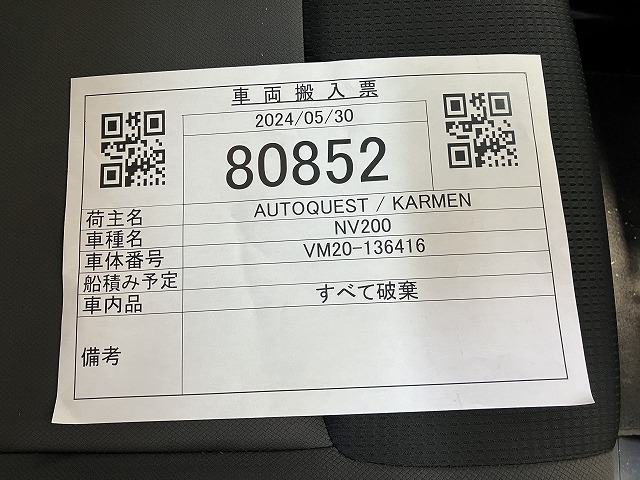 車両搬入票
2024/05/30
80852
荷主名 AUTOQUEST / KARMEN
車種名 NV200
車体番号 VM20-136416
船積み予定
車内品 すべて破棄
備考